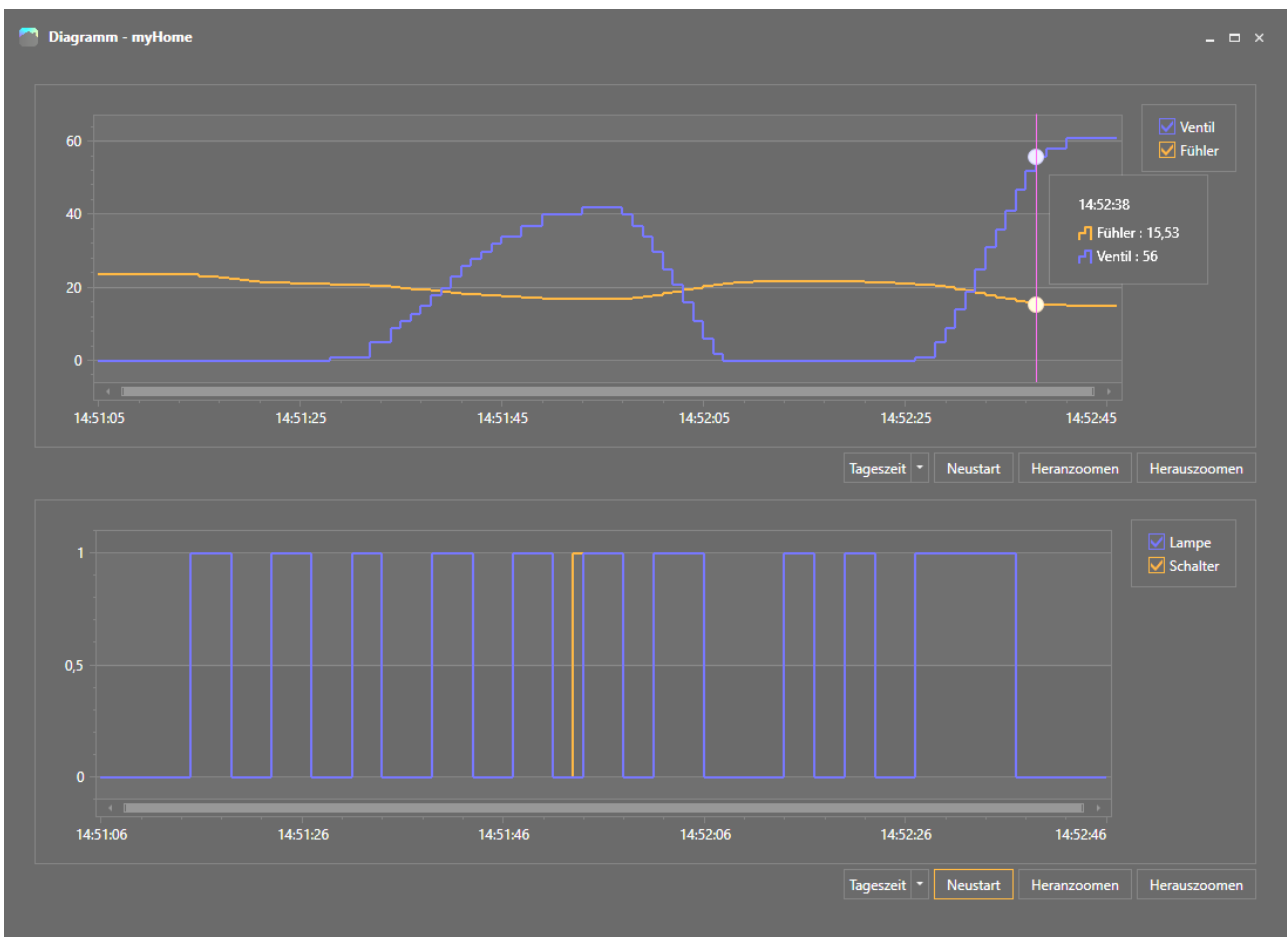 Diagramm - myHome
Ventil
Fühler
60
40
20
0
14:52:38
Fühler : 15,53
Ventil : 56
14:51:05 14:51:25 14:51:45 14:52:05 14:52:25 14:52:45
Tageszeit Neustart Heranzoomen Herauszoomen
Lampe
Schalter
1
0,5
0
14:51:06 14:51:26 14:51:46 14:52:06 14:52:26 14:52:46
Tageszeit Neustart Heranzoomen Herauszoomen